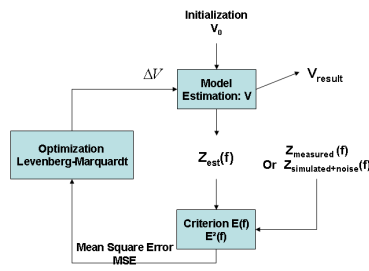 Initialization
V0
ΔV
Model
Estimation: V
Vresult
Optimization
Levenberg-Marquardt
Zest(f)
Zmeasured (f)
Or Zsimulated+noise(f)
Criterion E(f)
E²(f)
Mean Square Error
MSE